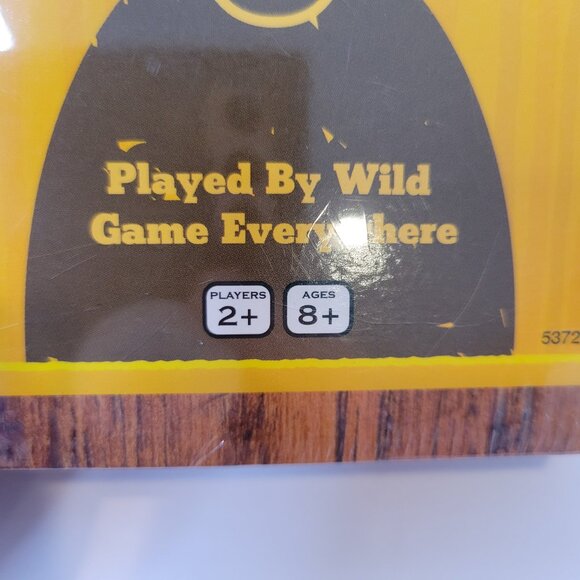 Played By Wild
Game Everywhere
PLAYERS
2+
AGES
8+
5372